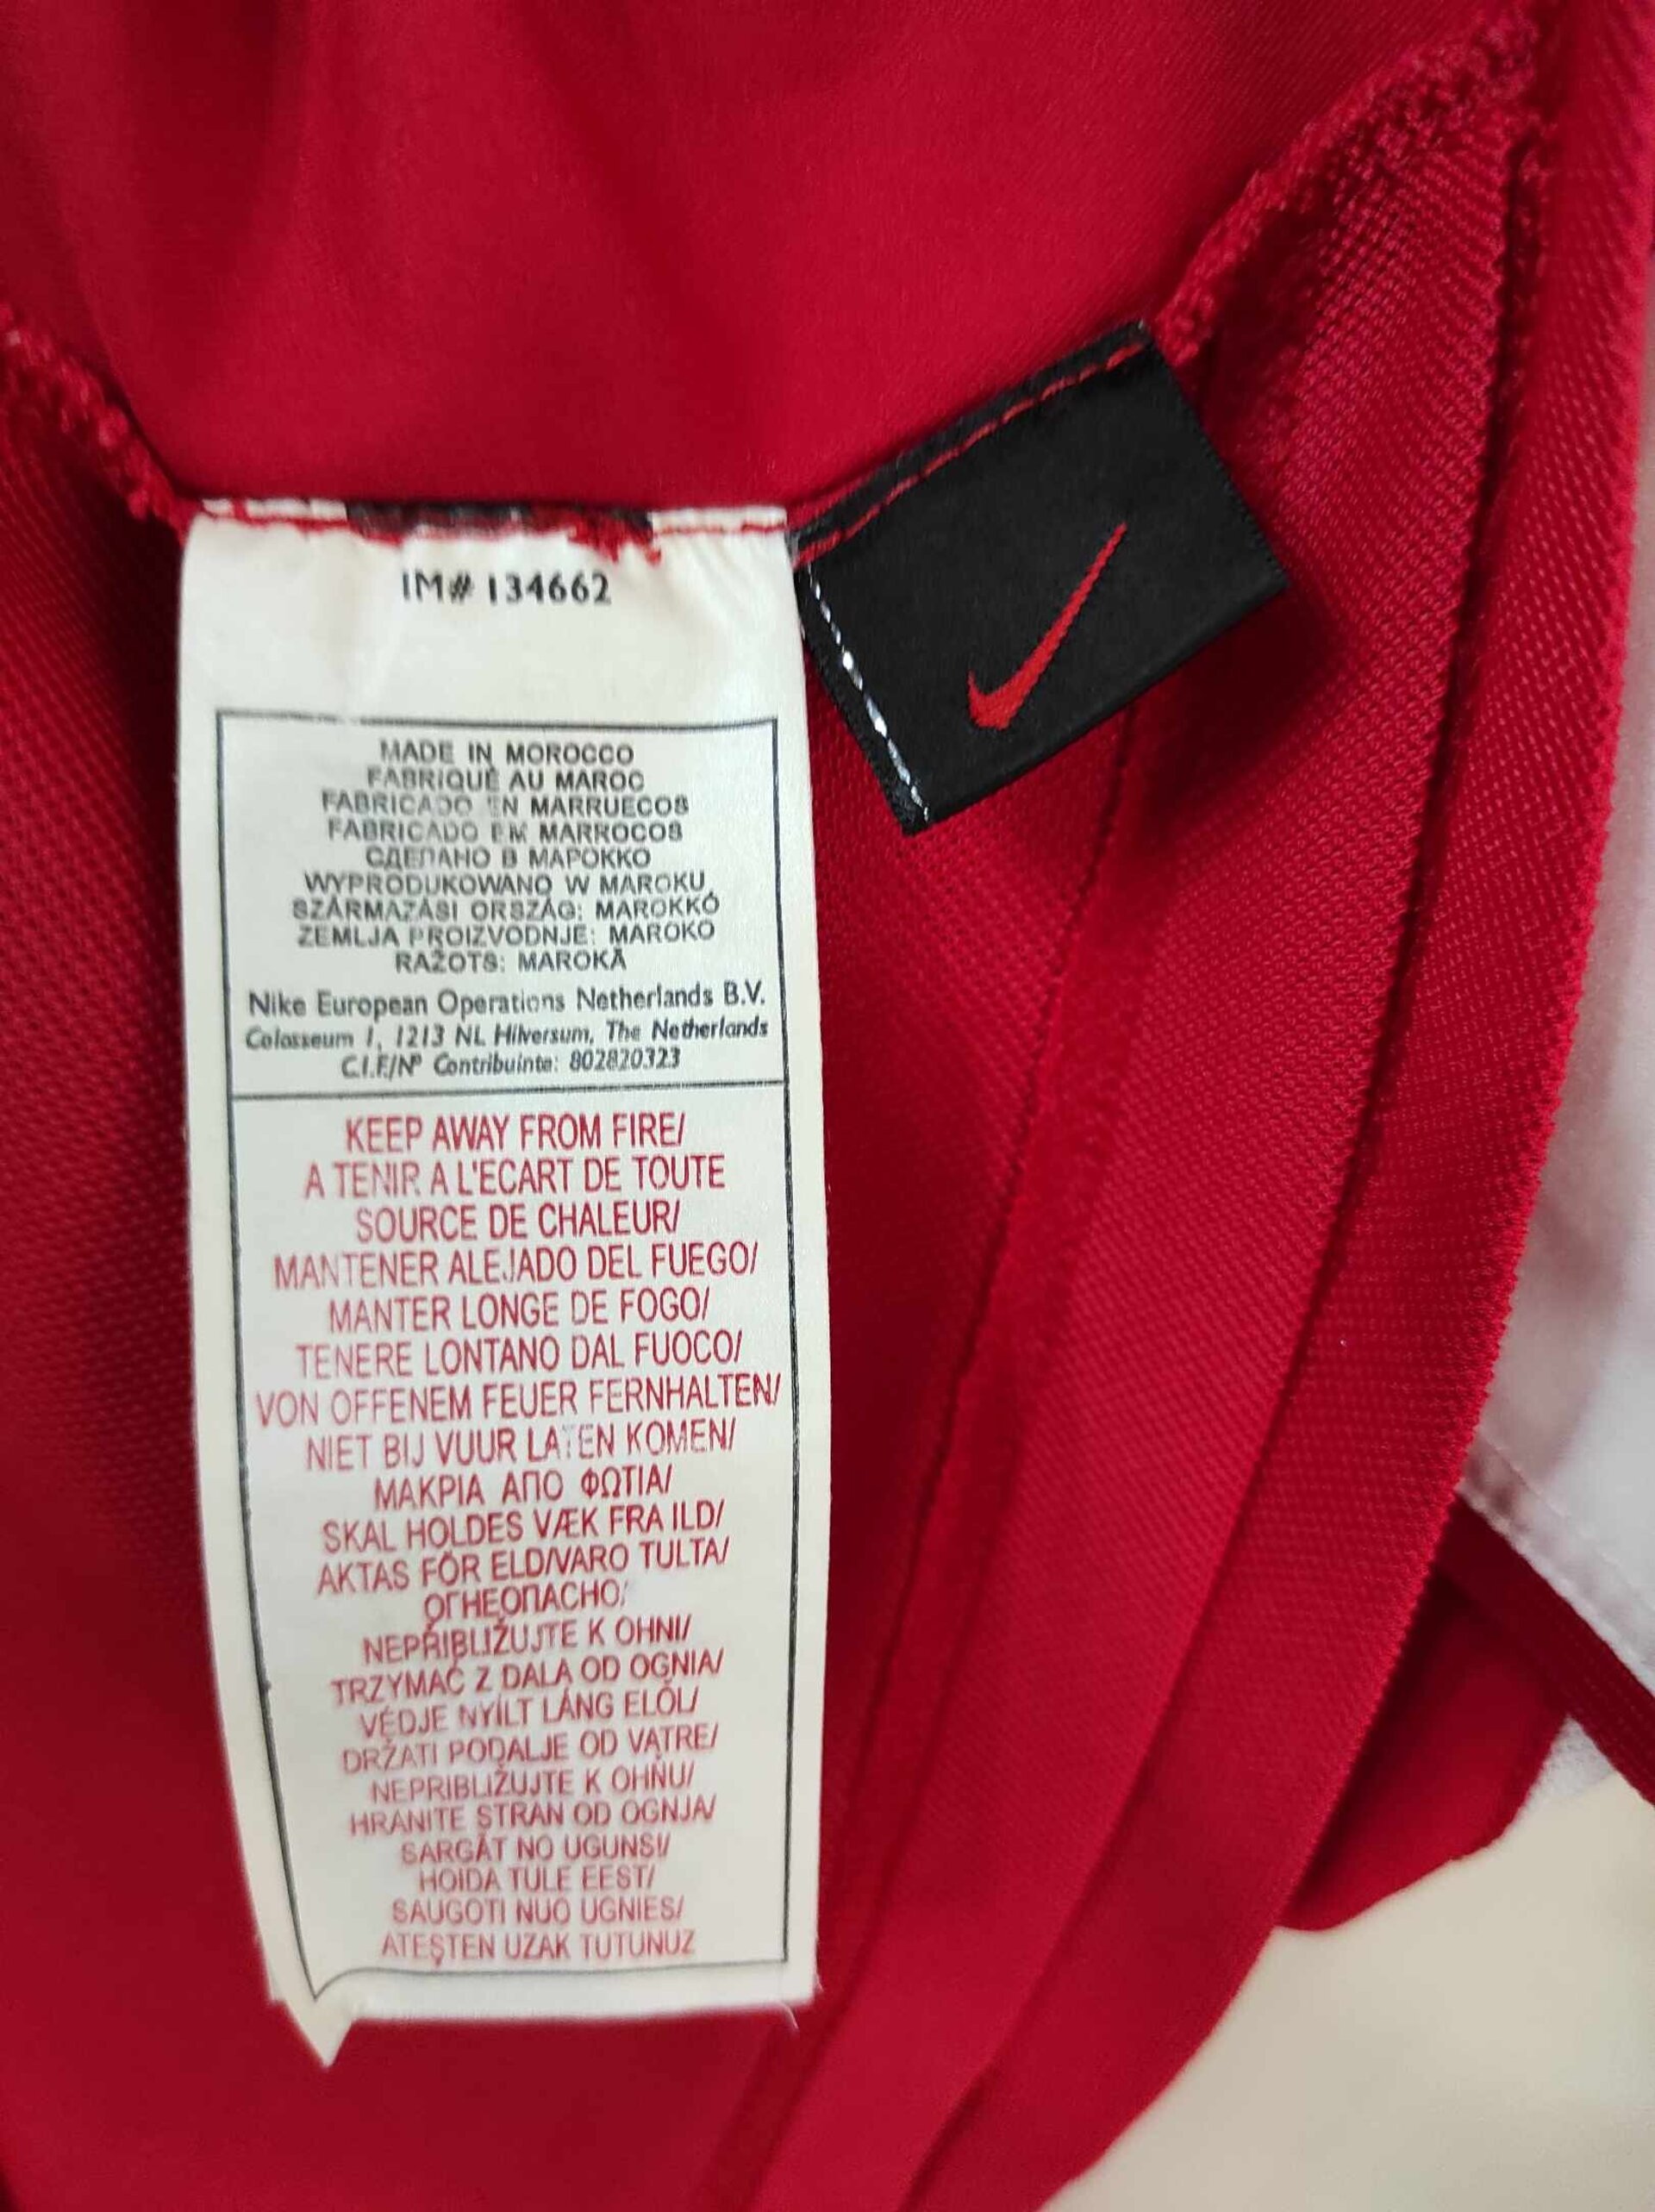 IM# 134662
MADE IN MOROCCO
FABRIQUÉ AU MAROC
FABRICADO EN MARRUECOS
FABRICADO EM MARROCOS
СДЕЛАНО В МАРОККО
WYPRODUKOWANO W MAROKU
SZÁRMAZÁSI ORSZÁG: MAROKKÓ
ZEMLJA PROIZVODNJE: MAROKO
RAŽOTS: MAROKĀ
Nike European Operations Netherlands B.V.
Colosseum 1, 1213 NL Hilversum, The Netherlands
C.I.F./Nº Contribuinte: 802820323
KEEP AWAY FROM FIRE/
A TENIR A L'ECART DE TOUTE
SOURCE DE CHALEUR/
MANTENER ALEJADO DEL FUEGO/
MANTER LONGE DE FOGO/
TENERE LONTANO DAL FUOCO/
VON OFFENEM FEUER FERNHALTEN/
NIET BIJ VUUR LATEN KOMEN/
ΜΑΚΡΙΑ ΑΠΟ ΦΩΤΙΑ/
SKAL HOLDES VÆK FRA ILD/
AKTAS FÖR ELD/VARO TULTA/
ОГНЕОПАСНО/
NEPŘIBLIŽUJTE K OHNI/
TRZYMAĆ Z DALA OD OGNIA/
VÉDJE NYÍLT LÁNG ELŐL/
DRŽATI PODALJE OD VATRE/
NEPRIBLIŽUJTE K OHŇU/
HRANITE STRAN OD OGNJA/
SARGĀT NO UGUNS!/
HOIDA TULE EEST/
SAUGOTI NUO UGNIES/
ATEŞTEN UZAK TUTUNUZ